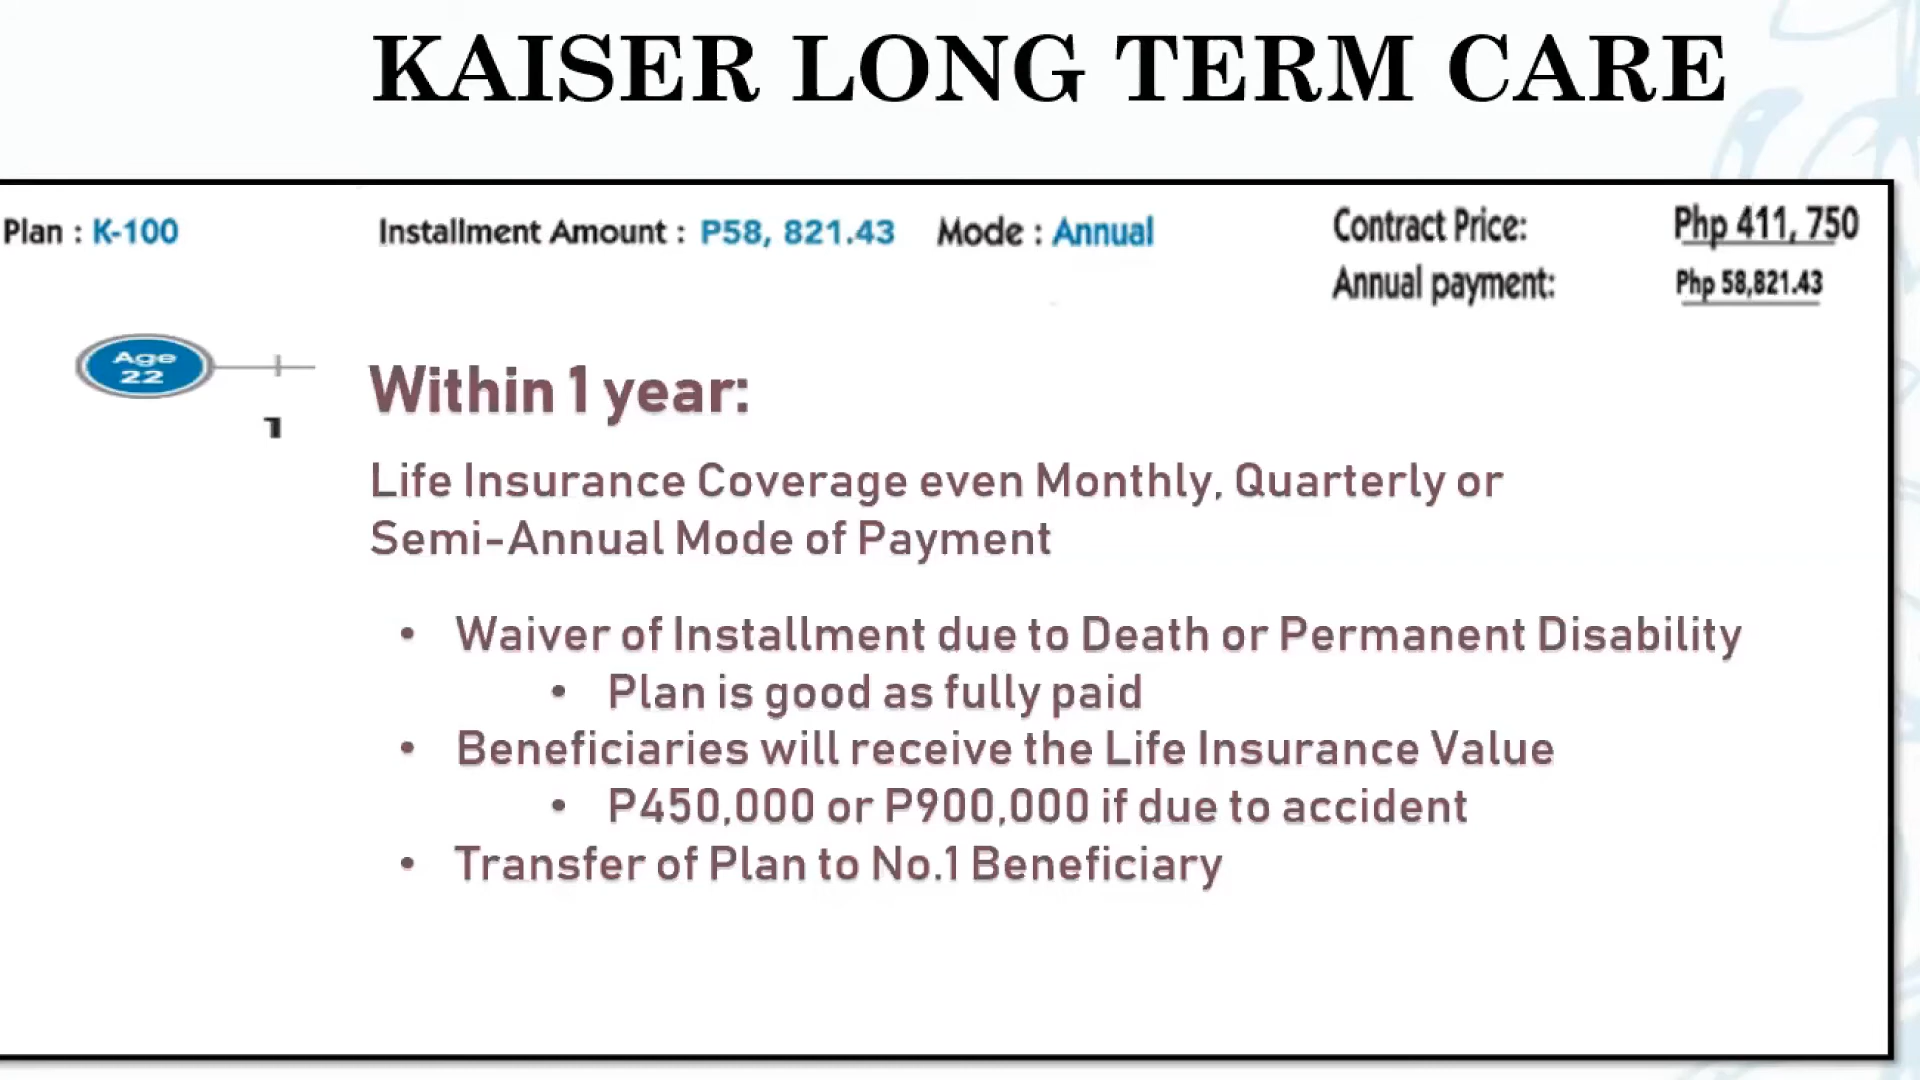 KAISER LONG TERM CARE
Plan : K-100 Installment Amount : P58, 821.43 Mode : Annual Contract Price: Php 411, 750
Annual payment: Php 58,821.43
Age
22
1
Within 1 year:
Life Insurance Coverage even Monthly, Quarterly or
Semi-Annual Mode of Payment
• Waiver of Installment due to Death or Permanent Disability
• Plan is good as fully paid
• Beneficiaries will receive the Life Insurance Value
• P450,000 or P900,000 if due to accident
• Transfer of Plan to No.1 Beneficiary